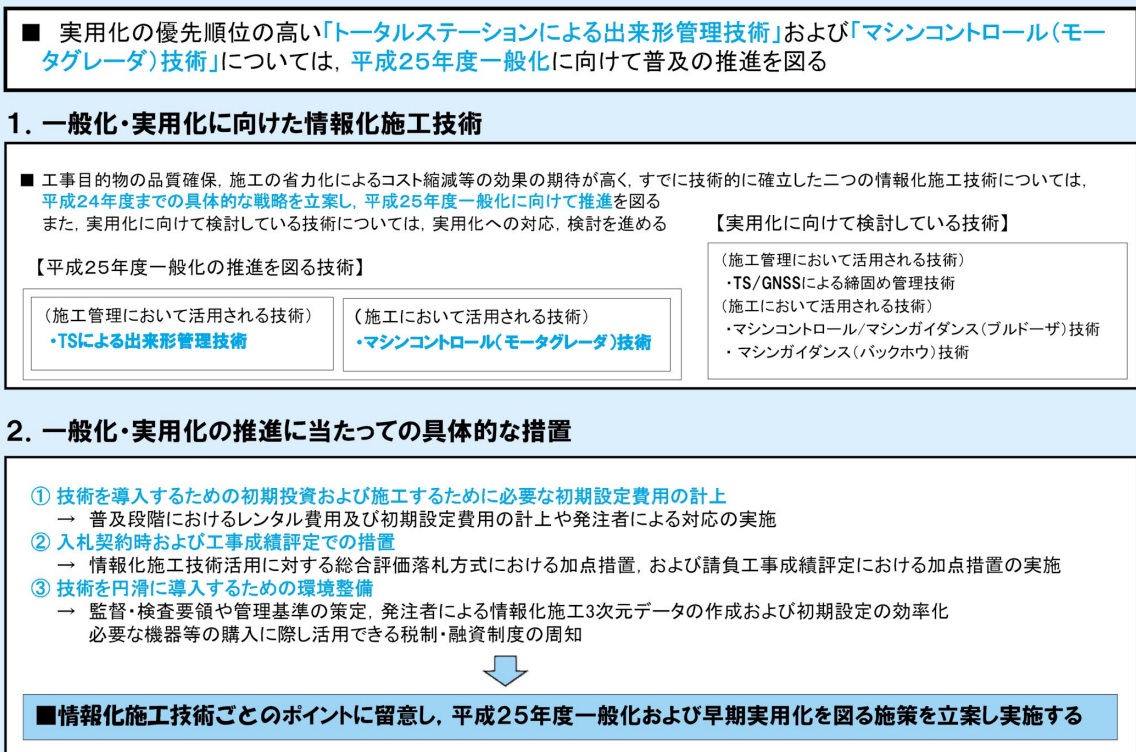 ■ 実用化の優先順位の高い「トータルステーションによる出来形管理技術」および「マシンコントロール（モー
タグレーダ）技術」については，平成２５年度一般化に向けて普及の推進を図る
１．一般化・実用化に向けた情報化施工技術
■ 工事目的物の品質確保，施工の省力化によるコスト縮減等の効果の期待が高く，すでに技術的に確立した二つの情報化施工技術については，
平成24年度までの具体的な戦略を立案し，平成25年度一般化に向けて推進を図る
また，実用化に向けて検討している技術については，実用化への対応，検討を進める
【平成２５年度一般化の推進を図る技術】
（施工管理において活用される技術）
・TSによる出来形管理技術
（施工において活用される技術）
・マシンコントロール（モータグレーダ）技術
【実用化に向けて検討している技術】
（施工管理において活用される技術）
・TS/GNSSによる締固め管理技術
（施工において活用される技術）
・マシンコントロール/マシンガイダンス（ブルドーザ）技術
・マシンガイダンス（バックホウ）技術
２．一般化・実用化の推進に当たっての具体的な措置
① 技術を導入するための初期投資および施工するために必要な初期設定費用の計上
→ 普及段階におけるレンタル費用及び初期設定費用の計上や発注者による対応の実施
② 入札契約時および工事成績評定での措置
→ 情報化施工技術活用に対する総合評価落札方式における加点措置，および請負工事成績評定における加点措置の実施
③ 技術を円滑に導入するための環境整備
→ 監督・検査要領や管理基準の策定，発注者による情報化施工3次元データの作成および初期設定の効率化
必要な機器等の購入に際し活用できる税制・融資制度の周知
■情報化施工技術ごとのポイントに留意し，平成２５年度一般化および早期実用化を図る施策を立案し実施する